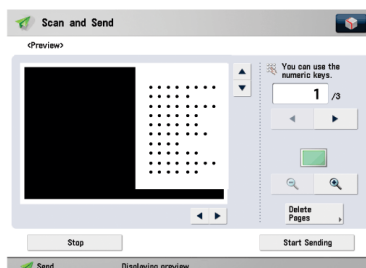 Scan and Send
<Preview>
You can use the
numeric keys.
1 /3
Delete
Pages
Stop
Start Sending
Send
Displaying preview